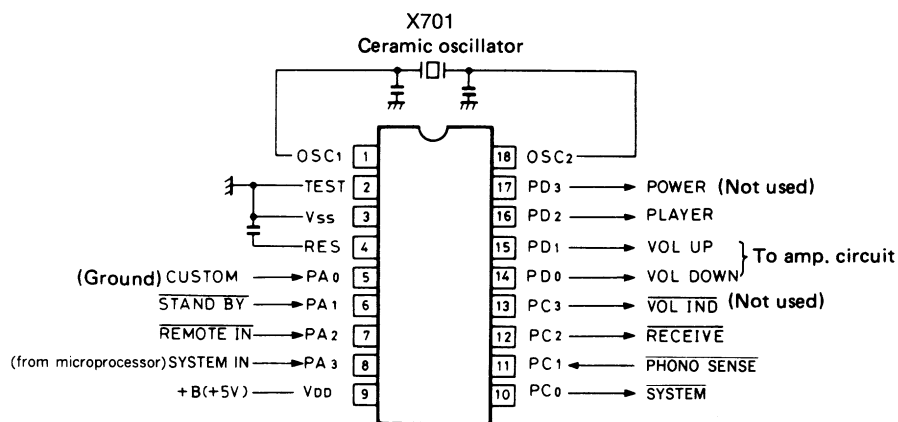 X701
Ceramic oscillator
OSC1 1 18 OSC2
TEST 2 17 PD3 POWER (Not used)
Vss 3 16 PD2 PLAYER
RES 4 15 PD1 VOL UP
To amp. circuit
(Ground) CUSTOM PA0 5 14 PD0 VOL DOWN
STAND BY PA1 6 13 PC3 VOL IND (Not used)
REMOTE IN PA2 7 12 PC2 RECEIVE
(from microprocessor) SYSTEM IN PA3 8 11 PC1 PHONO SENSE
+B(+5V) VDD 9 10 PC0 SYSTEM